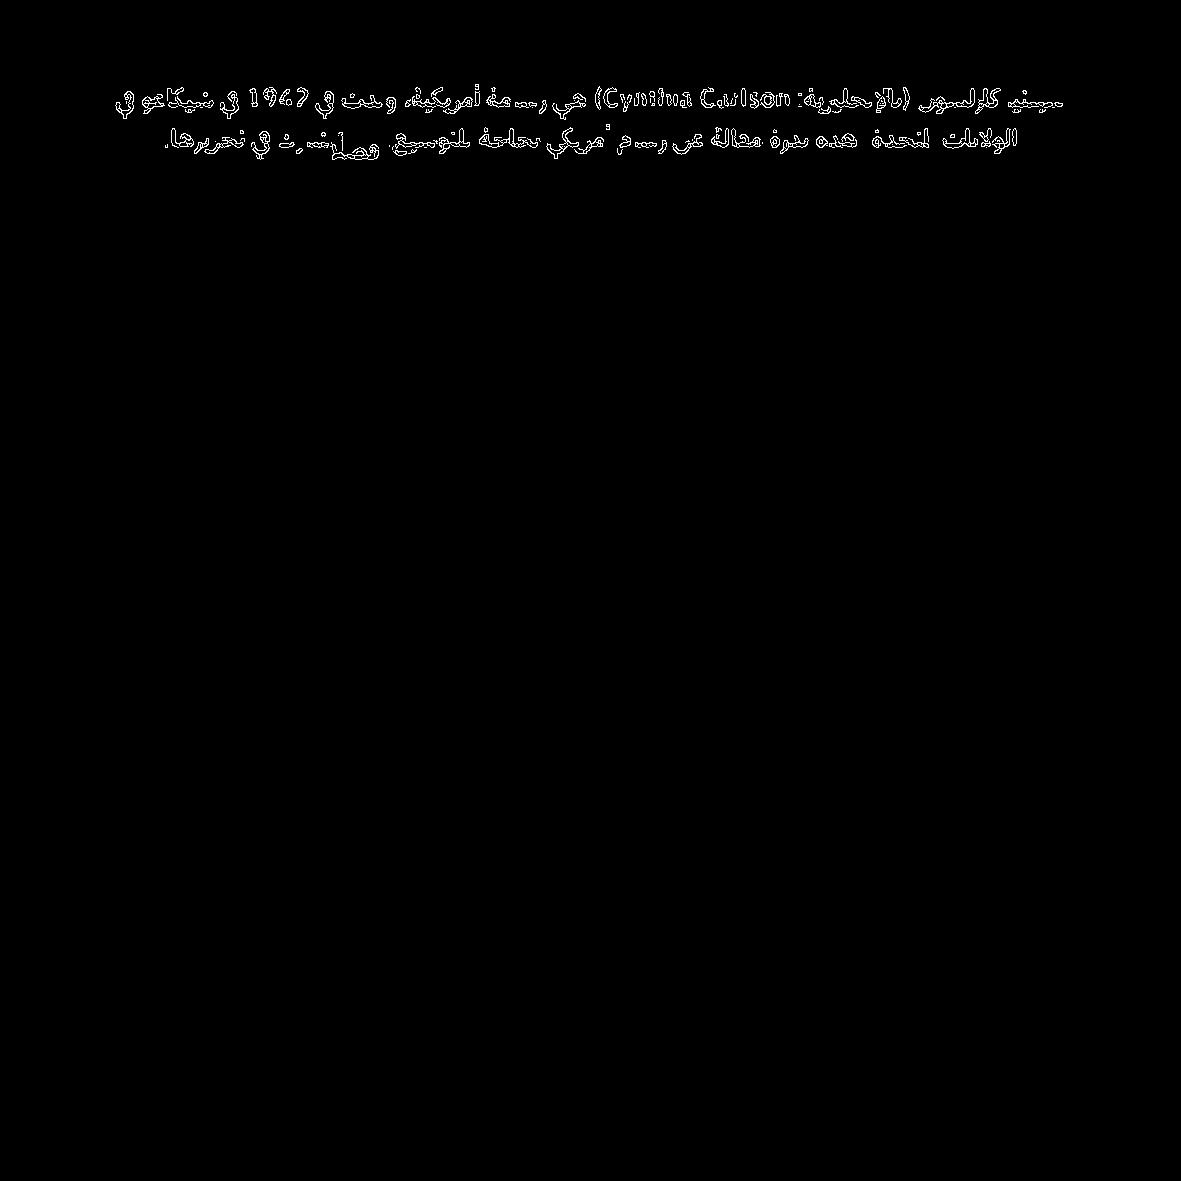 سينثيا كارلسون (بالإنجليزية: Cynthia Carlson) هي رسامة أمريكية، ولدت في 1942 في شيكاغو في
الولايات المتحدة. هذه بذرة مقالة عن رسام أمريكي بحاجة للتوسيع. فضلًا شارك في تحريرها.